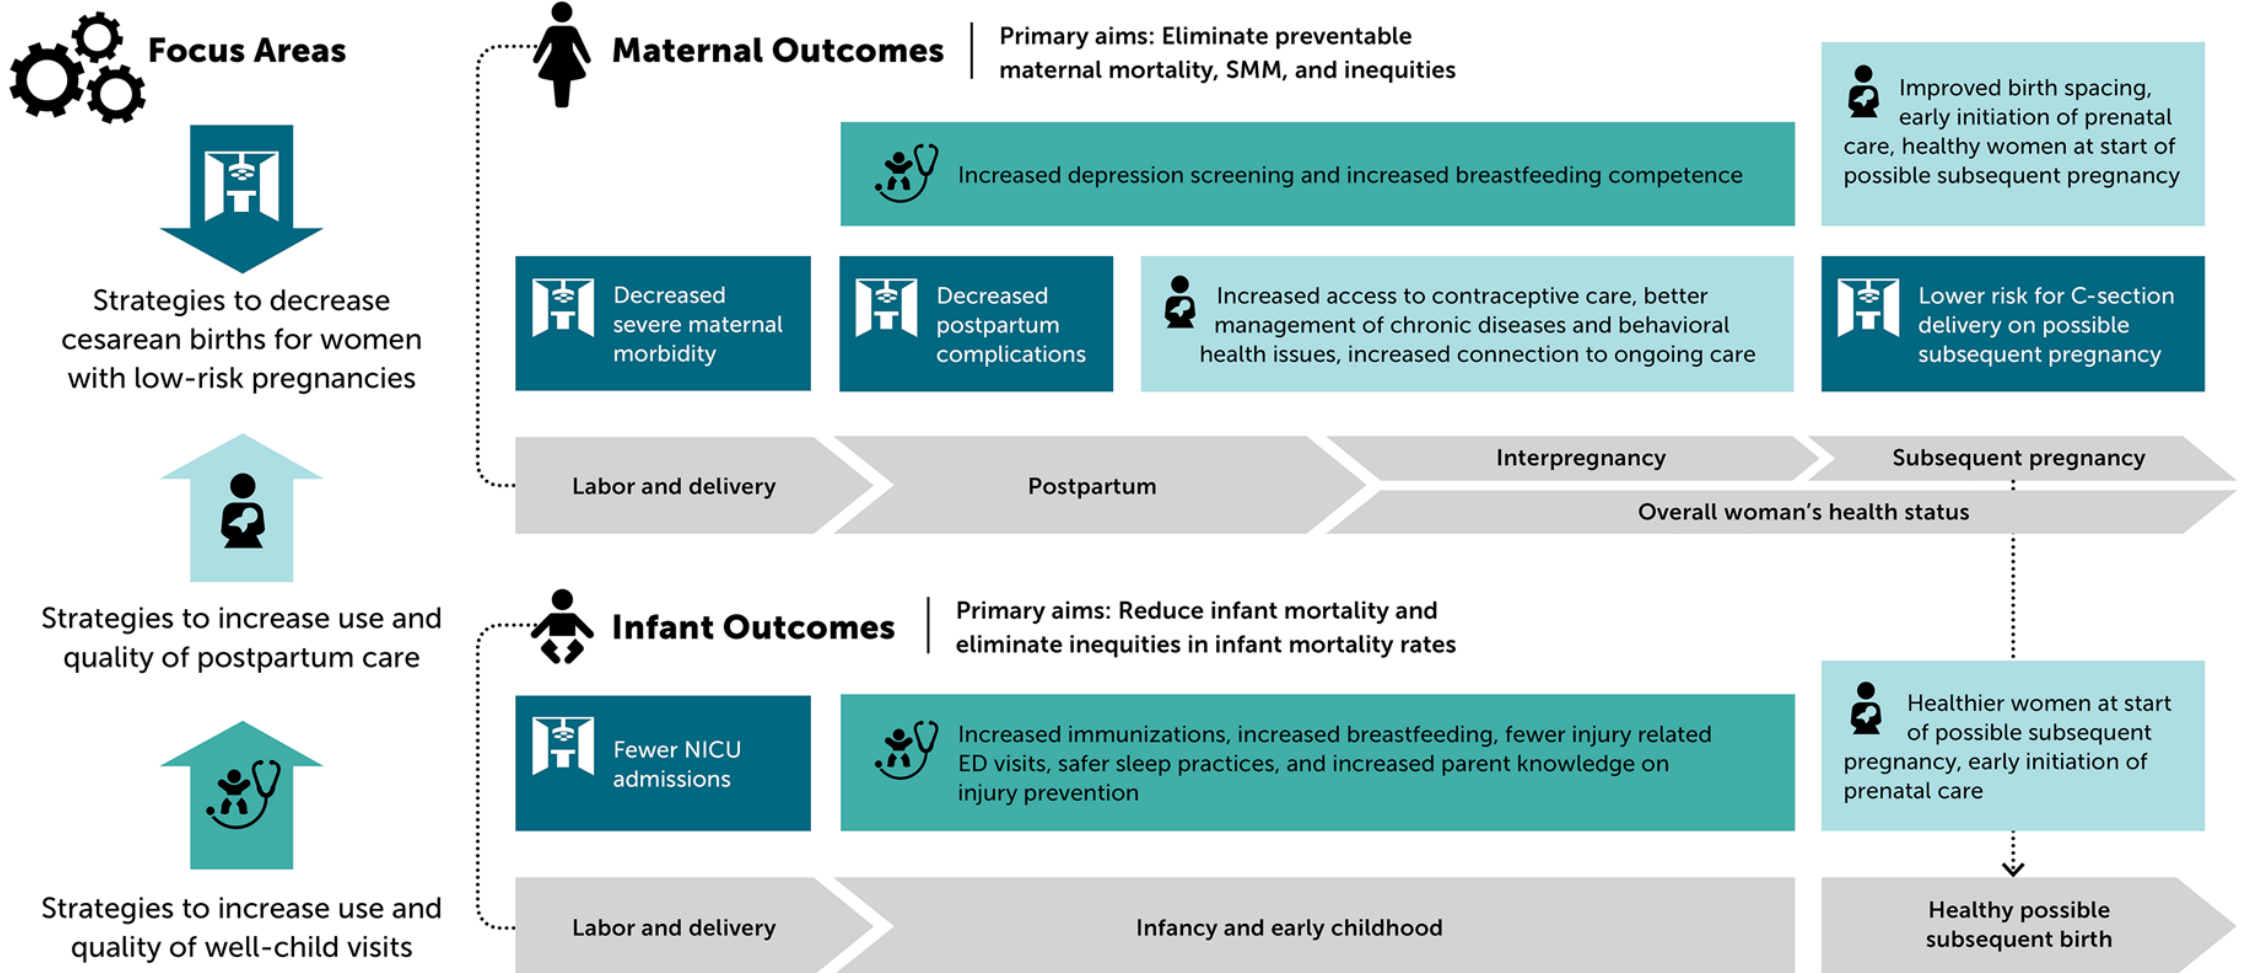 Focus Areas
Strategies to decrease
cesarean births for women
with low-risk pregnancies
Strategies to increase use and
quality of postpartum care
Strategies to increase use and
quality of well-child visits
Maternal Outcomes
Primary aims: Eliminate preventable
maternal mortality, SMM, and inequities
Increased depression screening and increased breastfeeding competence
Improved birth spacing,
early initiation of prenatal
care, healthy women at start of
possible subsequent pregnancy
Decreased
severe maternal
morbidity
Decreased
postpartum
complications
Increased access to contraceptive care, better
management of chronic diseases and behavioral
health issues, increased connection to ongoing care
Lower risk for C-section
delivery on possible
subsequent pregnancy
Labor and delivery
Postpartum
Interpregnancy
Subsequent pregnancy
Overall woman's health status
Infant Outcomes
Primary aims: Reduce infant mortality and
eliminate inequities in infant mortality rates
Fewer NICU
admissions
Increased immunizations, increased breastfeeding, fewer injury related
ED visits, safer sleep practices, and increased parent knowledge on
injury prevention
Healthier women at start
of possible subsequent
pregnancy, early initiation of
prenatal care
Labor and delivery
Infancy and early childhood
Healthy possible
subsequent birth